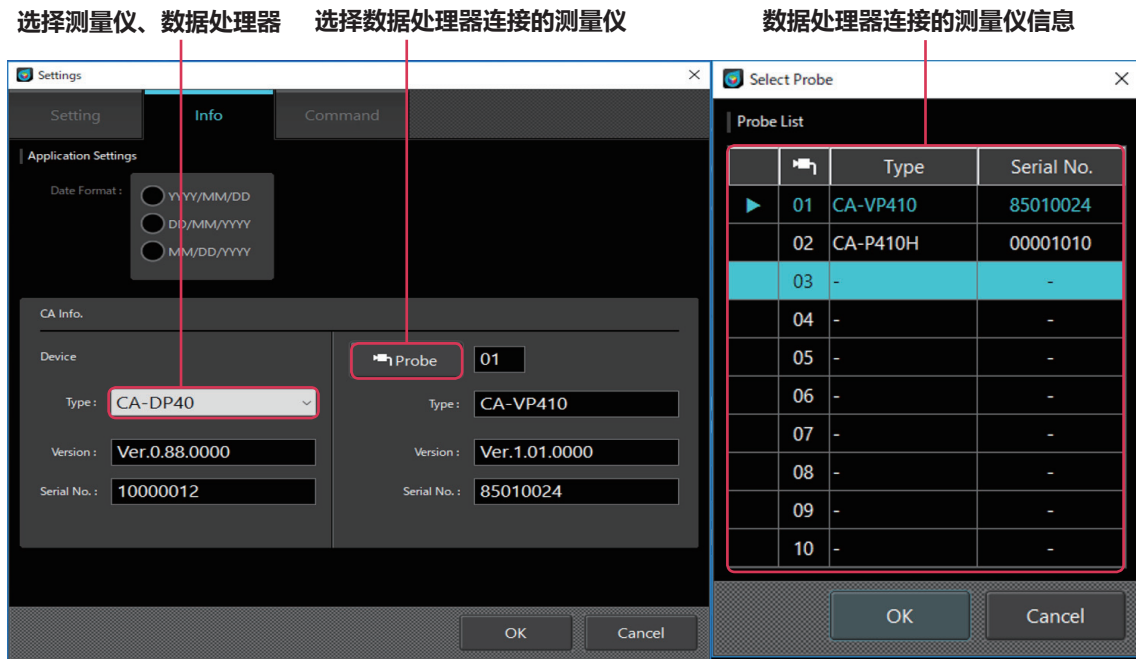 选择测量仪、数据处理器
选择数据处理器连接的测量仪
数据处理器连接的测量仪信息
Settings
Setting Info Command
Application Settings
Date Format :
YYYY/MM/DD
DD/MM/YYYY
MM/DD/YYYY
CA Info.
Device
Type : CA-DP40
Version : Ver.0.88.0000
Serial No. : 10000012
Probe 01
Type : CA-VP410
Version : Ver.1.01.0000
Serial No. : 85010024
OK Cancel
Select Probe
Probe List
Type Serial No.
01 CA-VP410 85010024
02 CA-P410H 00001010
03 - -
04 - -
05 - -
06 - -
07 - -
08 - -
09 - -
10 - -
OK Cancel